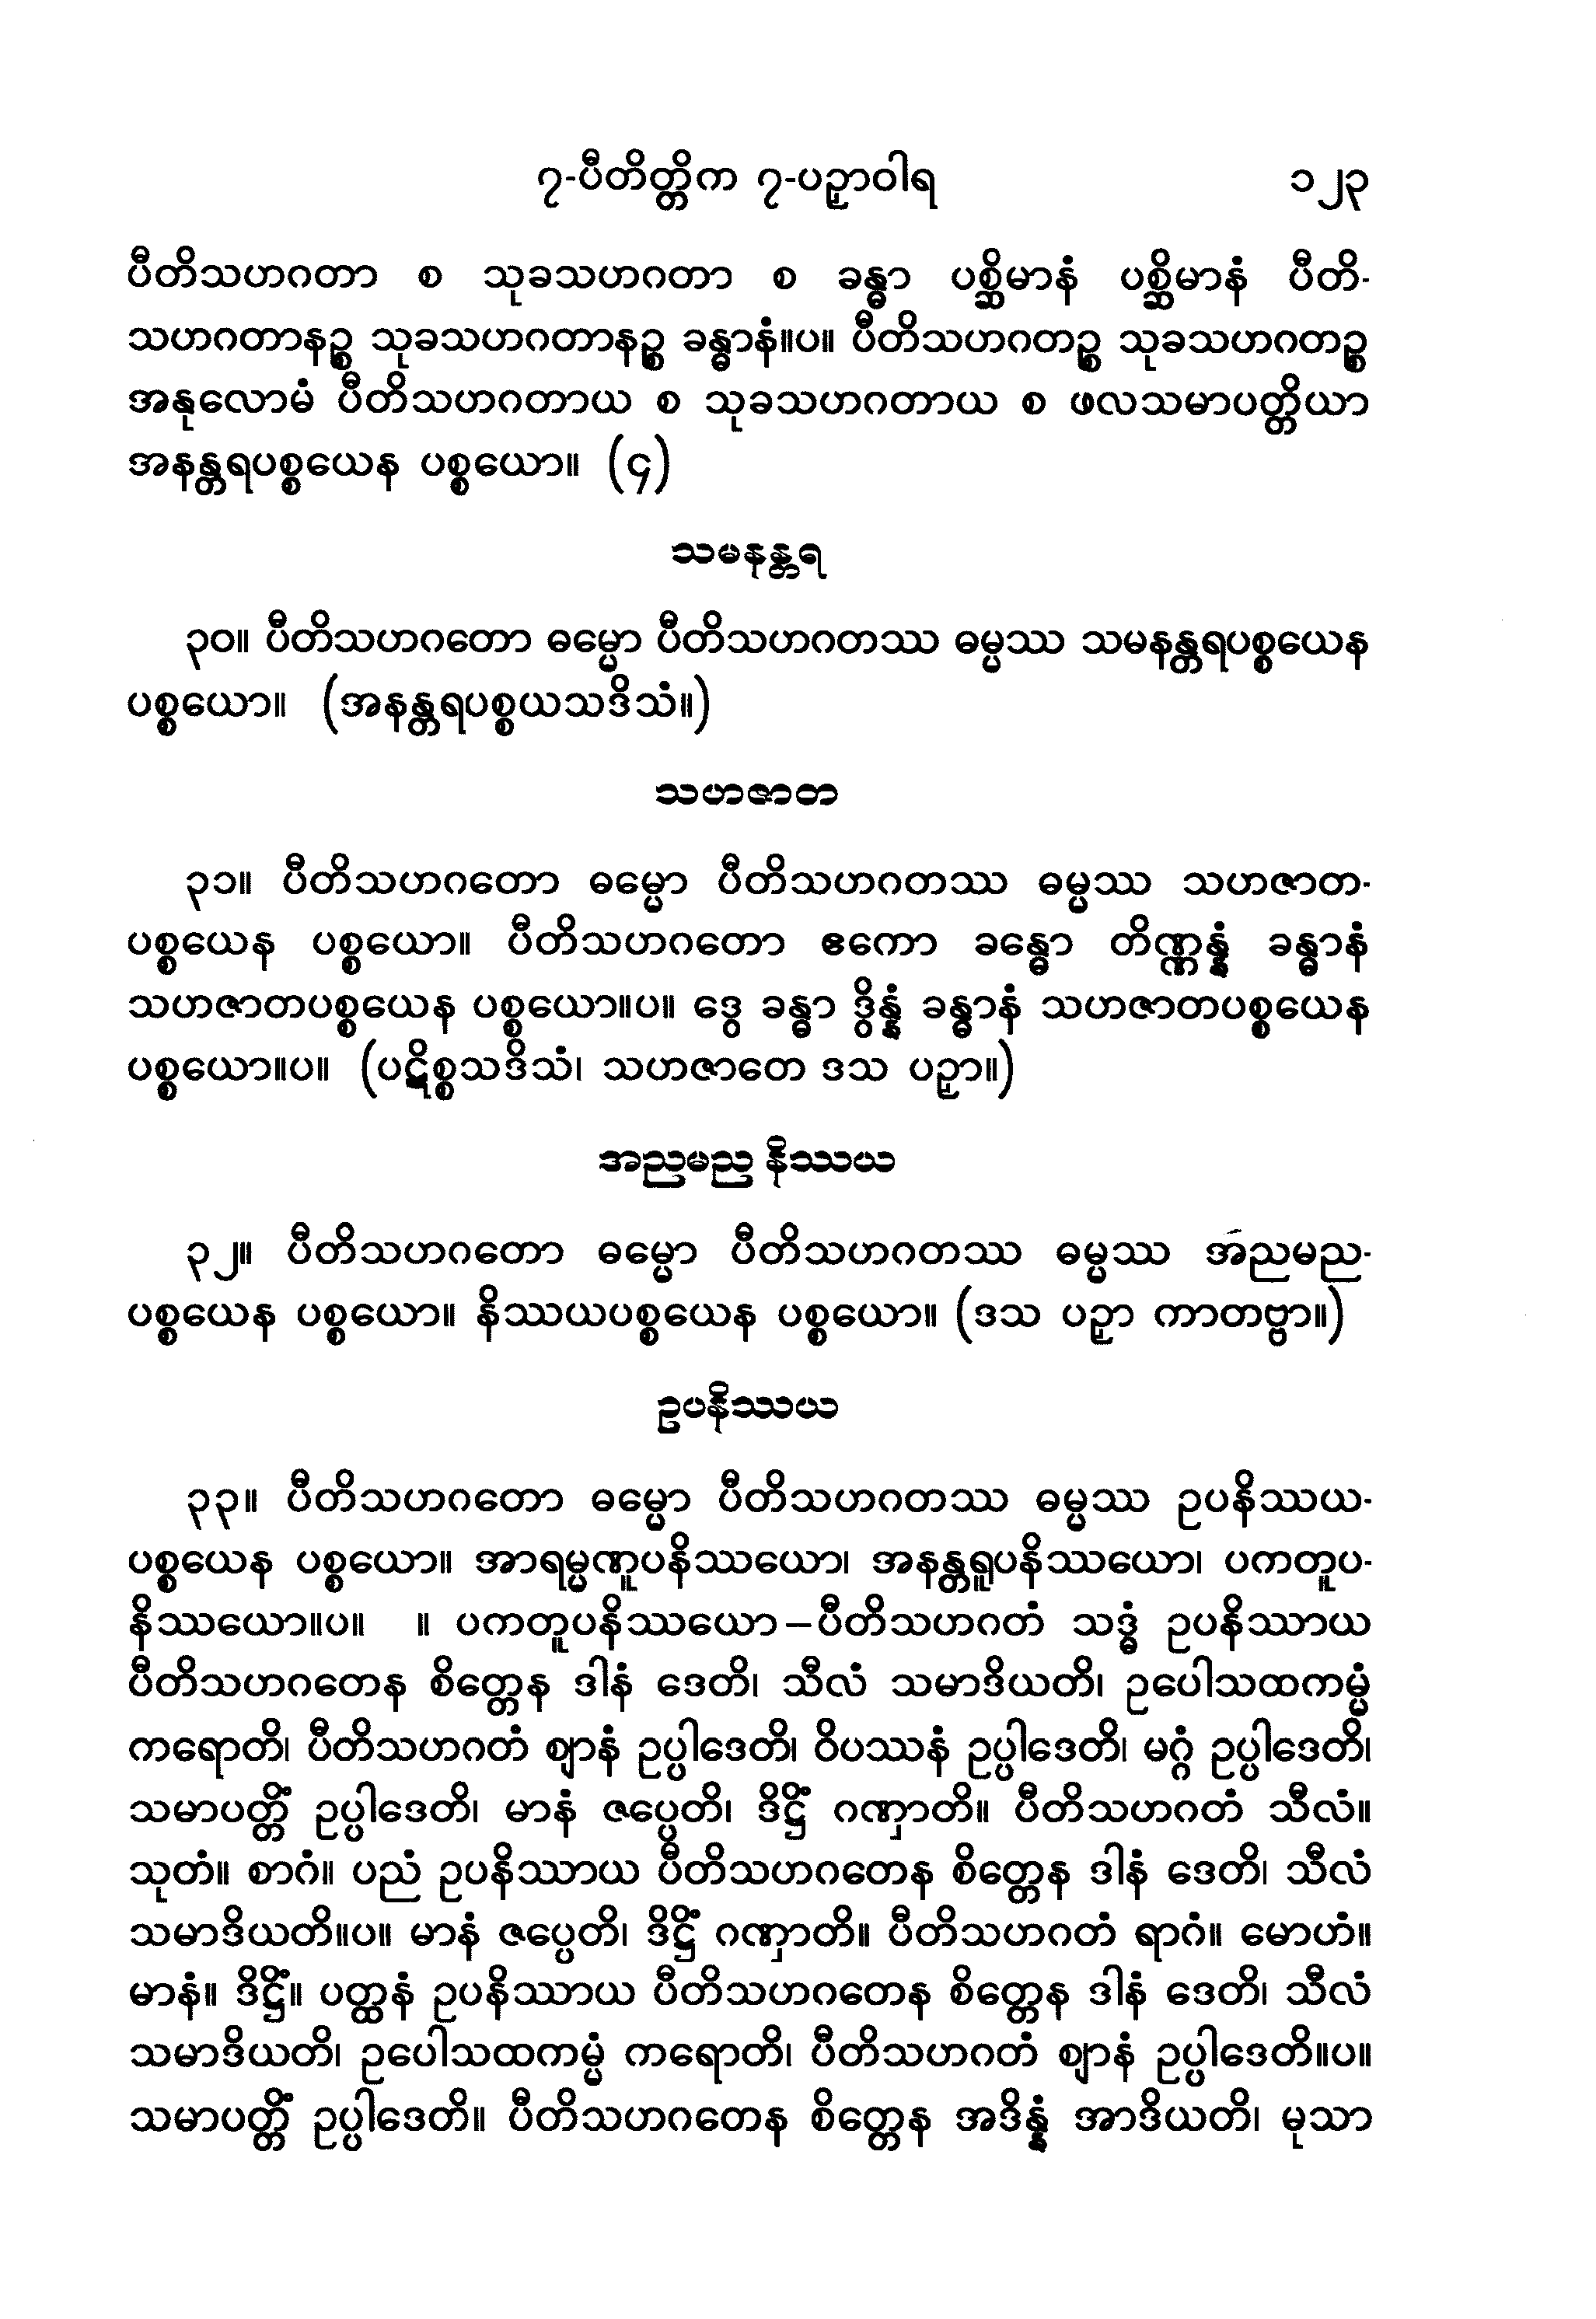 ၇-ပီတိတ္တိက ၇-ပဉှာဝါရ ၁၂၃
ပီတိသဟဂတာ စ သုခသဟဂတာ စ ခန္ဓာ ပစ္ဆိမာနံ ပစ္ဆိမာနံ ပီတိ-
သဟဂတာနဉ္စ သုခသဟဂတာနဉ္စ ခန္ဓာနံ။ပ။ ပီတိသဟဂတဉ္စ သုခသဟဂတဉ္စ
အနုလောမံ ပီတိသဟဂတာယ စ သုခသဟဂတာယ စ ဖလသမာပတ္တိယာ
အနန္တရပစ္စယေန ပစ္စယော။ (၄)
သမနန္တရ
၃၀။ ပီတိသဟဂတော ဓမ္မော ပီတိသဟဂတဿ ဓမ္မဿ သမနန္တရပစ္စယေန
ပစ္စယော။ (အနန္တရပစ္စယသဒိသံ။)
သဟဇာတ
၃၁။ ပီတိသဟဂတော ဓမ္မော ပီတိသဟဂတဿ ဓမ္မဿ သဟဇာတ-
ပစ္စယေန ပစ္စယော။ ပီတိသဟဂတော ဧကော ခန္ဓော တိဏ္ဏန္နံ ခန္ဓာနံ
သဟဇာတပစ္စယေန ပစ္စယော။ပ။ ဒွေ ခန္ဓာ ဒွိန္နံ ခန္ဓာနံ သဟဇာတပစ္စယေန
ပစ္စယော။ပ။ (ပဋိစ္စသဒိသံ၊ သဟဇာတေ ဒသ ပဉှာ။)
အညမည နိဿယ
၃၂။ ပီတိသဟဂတော ဓမ္မော ပီတိသဟဂတဿ ဓမ္မဿ အညမည-
ပစ္စယေန ပစ္စယော။ နိဿယပစ္စယေန ပစ္စယော။ (ဒသ ပဉှာ ကာတဗ္ဗာ။)
ဥပနိဿယ
၃၃။ ပီတိသဟဂတော ဓမ္မော ပီတိသဟဂတဿ ဓမ္မဿ ဥပနိဿယ-
ပစ္စယေန ပစ္စယော။ အာရမ္မဏူပနိဿယော၊ အနန္တရူပနိဿယော၊ ပကတူပ-
နိဿယော။ပ။ ။ ပကတူပနိဿယော–ပီတိသဟဂတံ သဒ္ဓံ ဥပနိဿာယ
ပီတိသဟဂတေန စိတ္တေန ဒါနံ ဒေတိ၊ သီလံ သမာဒိယတိ၊ ဥပေါသထကမ္မံ
ကရောတိ၊ ပီတိသဟဂတံ ဈာနံ ဥပ္ပါဒေတိ၊ ဝိပဿနံ ဥပ္ပါဒေတိ၊ မဂ္ဂံ ဥပ္ပါဒေတိ၊
သမာပတ္တိံ ဥပ္ပါဒေတိ၊ မာနံ ဇပ္ပေတိ၊ ဒိဋ္ဌိံ ဂဏှာတိ။ ပီတိသဟဂတံ သီလံ။
သုတံ။ စာဂံ။ ပညံ ဥပနိဿာယ ပီတိသဟဂတေန စိတ္တေန ဒါနံ ဒေတိ၊ သီလံ
သမာဒိယတိ။ပ။ မာနံ ဇပ္ပေတိ၊ ဒိဋ္ဌိံ ဂဏှာတိ။ ပီတိသဟဂတံ ရာဂံ။ မောဟံ။
မာနံ။ ဒိဋ္ဌိံ။ ပတ္ထနံ ဥပနိဿာယ ပီတိသဟဂတေန စိတ္တေန ဒါနံ ဒေတိ၊ သီလံ
သမာဒိယတိ၊ ဥပေါသထကမ္မံ ကရောတိ၊ ပီတိသဟဂတံ ဈာနံ ဥပ္ပါဒေတိ။ပ။
သမာပတ္တိံ ဥပ္ပါဒေတိ။ ပီတိသဟဂတေန စိတ္တေန အဒိန္နံ အာဒိယတိ၊ မုသာ